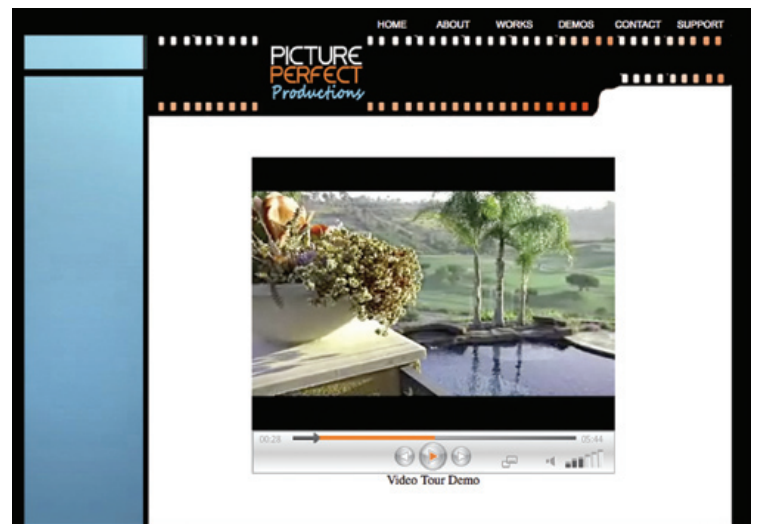 HOME ABOUT WORKS DEMOS CONTACT SUPPORT
PICTURE
PERFECT
Productions
00:28 05:44
Video Tour Demo